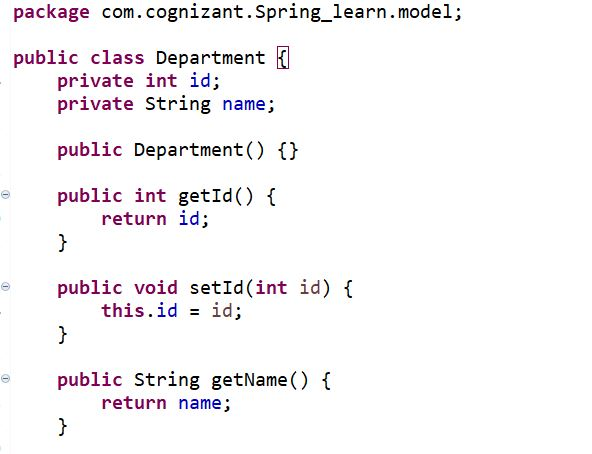 package com.cognizant.Spring_learn.model;
public class Department {
private int id;
private String name;
public Department() {}
public int getId() {
return id;
}
public void setId(int id) {
this.id = id;
}
public String getName() {
return name;
}